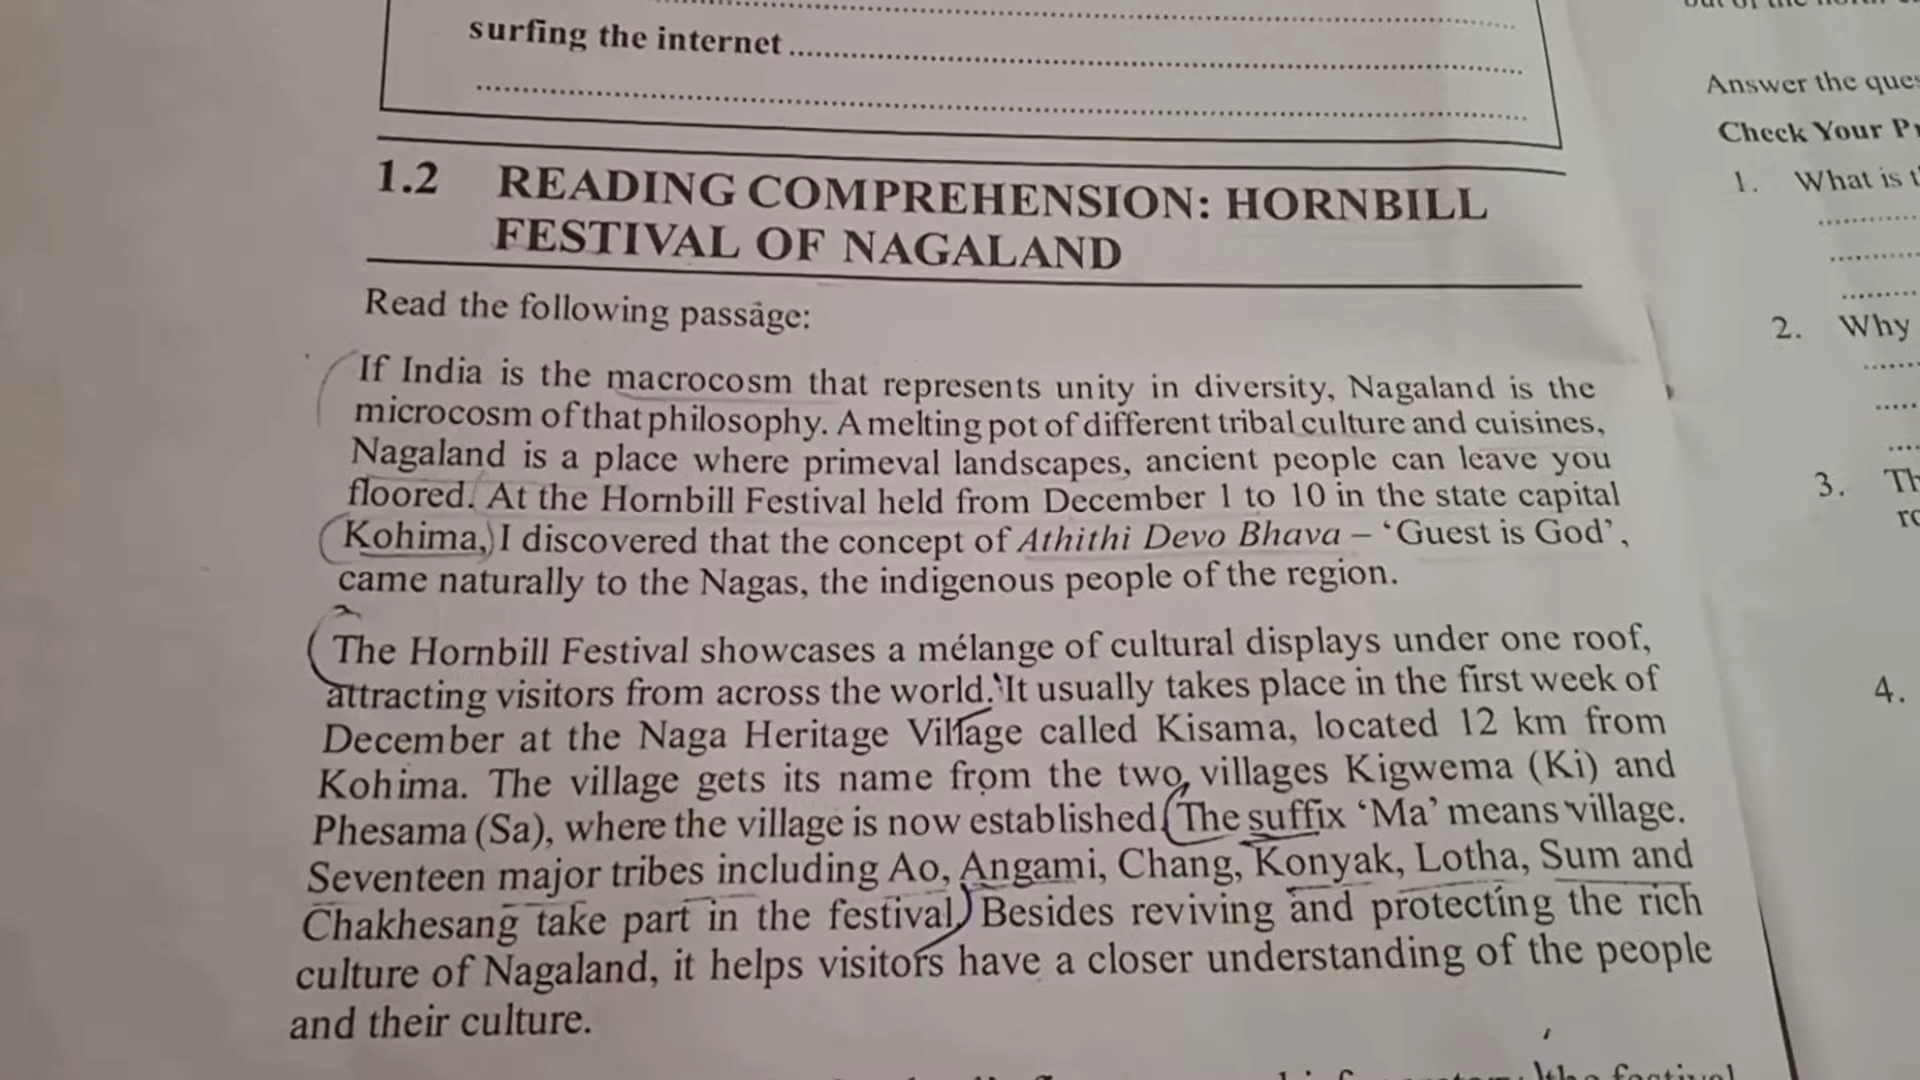 surfing the internet ........................................
........................................
1.2 READING COMPREHENSION: HORNBILL
FESTIVAL OF NAGALAND
Read the following passage:
If India is the macrocosm that represents unity in diversity, Nagaland is the
microcosm of that philosophy. A melting pot of different tribal culture and cuisines,
Nagaland is a place where primeval landscapes, ancient people can leave you
floored. At the Hornbill Festival held from December 1 to 10 in the state capital
Kohima, I discovered that the concept of Athithi Devo Bhava – ‘Guest is God’,
came naturally to the Nagas, the indigenous people of the region.
The Hornbill Festival showcases a mélange of cultural displays under one roof,
attracting visitors from across the world. It usually takes place in the first week of
December at the Naga Heritage Village called Kisama, located 12 km from
Kohima. The village gets its name from the two villages Kigwema (Ki) and
Phesama (Sa), where the village is now established. The suffix ‘Ma’ means village.
Seventeen major tribes including Ao, Angami, Chang, Konyak, Lotha, Sum and
Chakhesang take part in the festival. Besides reviving and protecting the rich
culture of Nagaland, it helps visitors have a closer understanding of the people
and their culture.
the festival
Answer the
Check Your
1. What is
2. Why
3.
4.